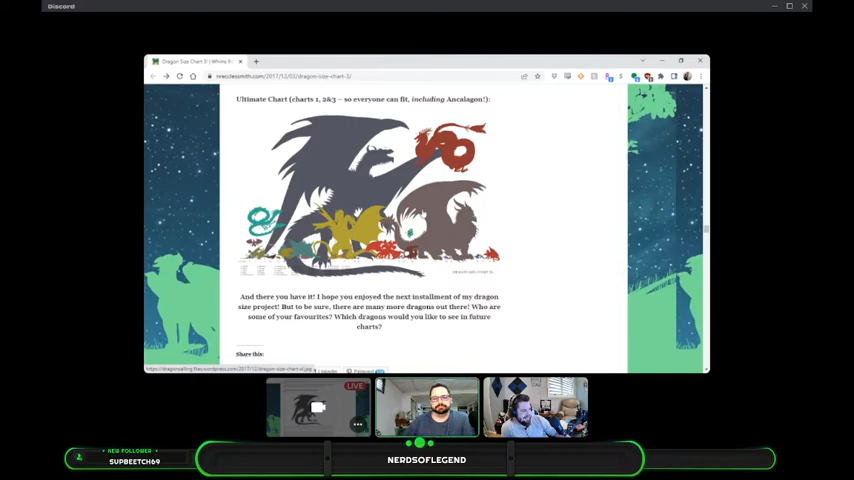 Discord
Dragon Size Chart 3! | Whims fr
nrescleesmith.com/2017/12/03/dragon-size-chart-3/
Ultimate Chart (charts 1, 2&3 – so everyone can fit, including Ancalagon!):
And there you have it! I hope you enjoyed the next installment of my dragon
size project! But to be sure, there are many more dragons out there! Who are
some of your favourites? Which dragons would you like to see in future
charts?
Share this:
LIVE
NEW FOLLOWER
SUPBEETCH69
NERDSOFLEGEND